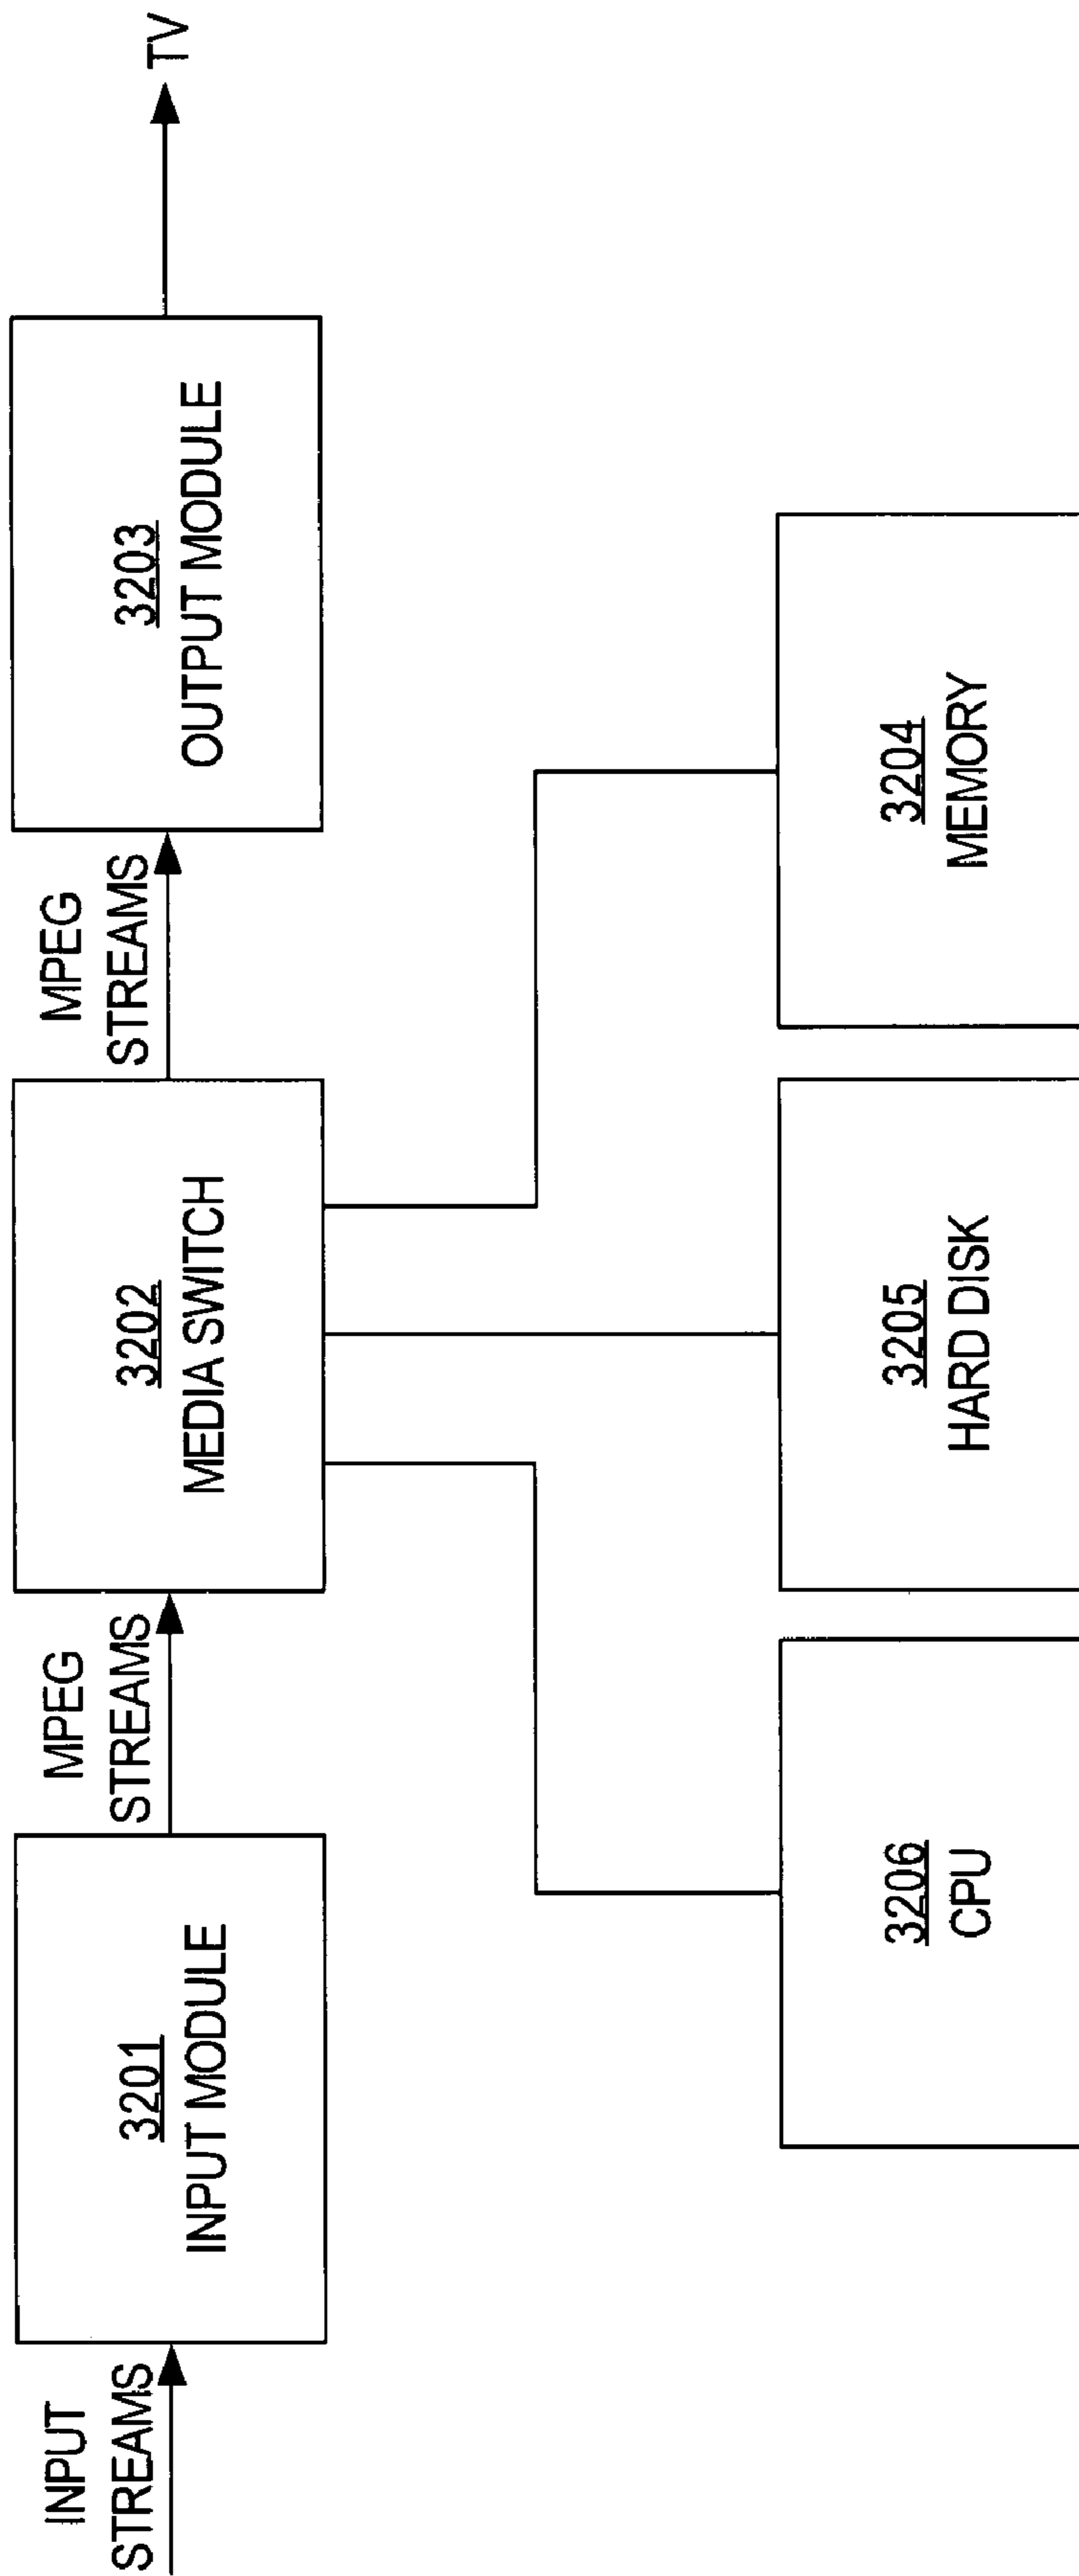 INPUT
STREAMS
3201
INPUT MODULE
MPEG
STREAMS
3202
MEDIA SWITCH
MPEG
STREAMS
3203
OUTPUT MODULE
TV
3206
CPU
3205
HARD DISK
3204
MEMORY